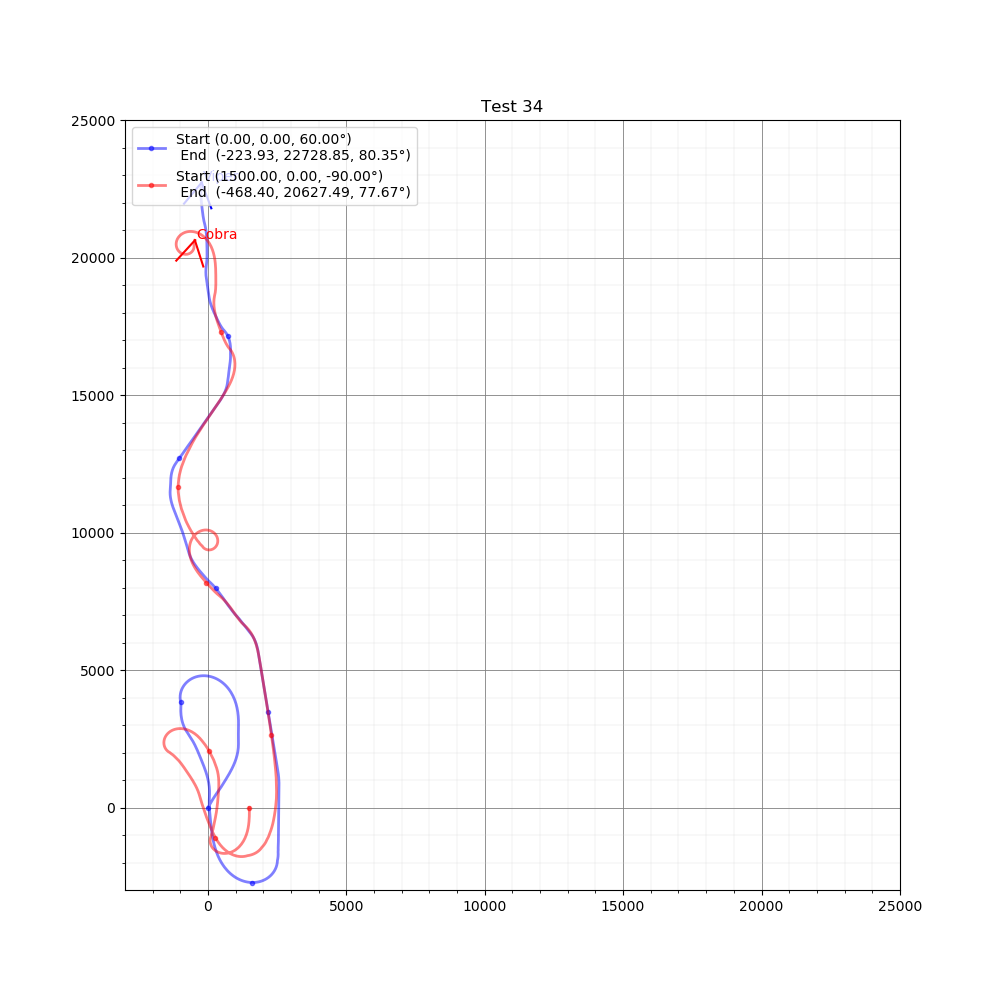 Test 34
25000
20000
15000
10000
5000
0
Start (0.00, 0.00, 60.00°)
End (-223.93, 22728.85, 80.35°)
Start (1500.00, 0.00, -90.00°)
End (-468.40, 20627.49, 77.67°)
Cobra
0
5000
10000
15000
20000
25000